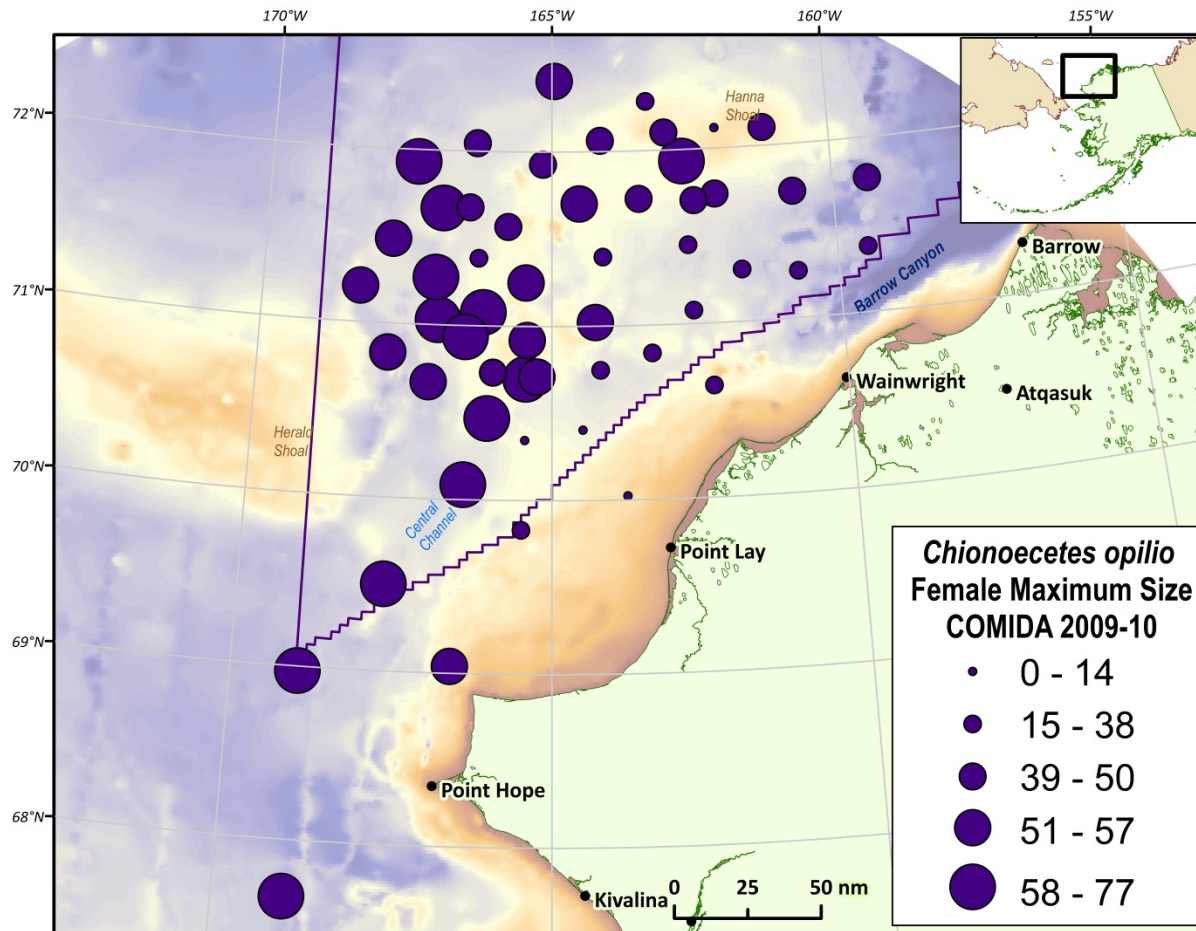 170°W
165°W
160°W
155°W
72°N
71°N
70°N
69°N
68°N
Hanna
Shoal
Barrow
Barrow Canyon
Wainwright
Atqasuk
Herald
Shoal
Central
Channel
Point Lay
Point Hope
Kivalina
0 25 50 nm
Chionoecetes opilio
Female Maximum Size
COMIDA 2009-10
0 - 14
15 - 38
39 - 50
51 - 57
58 - 77